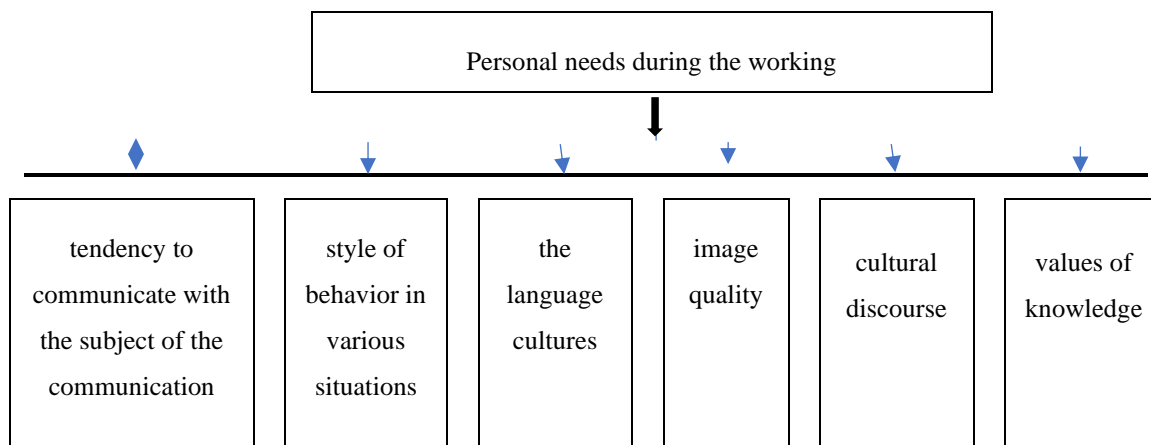 Personal needs during the working
tendency to
communicate with
the subject of the
communication
style of
behavior in
various
situations
the
language
cultures
image
quality
cultural
discourse
values of
knowledge